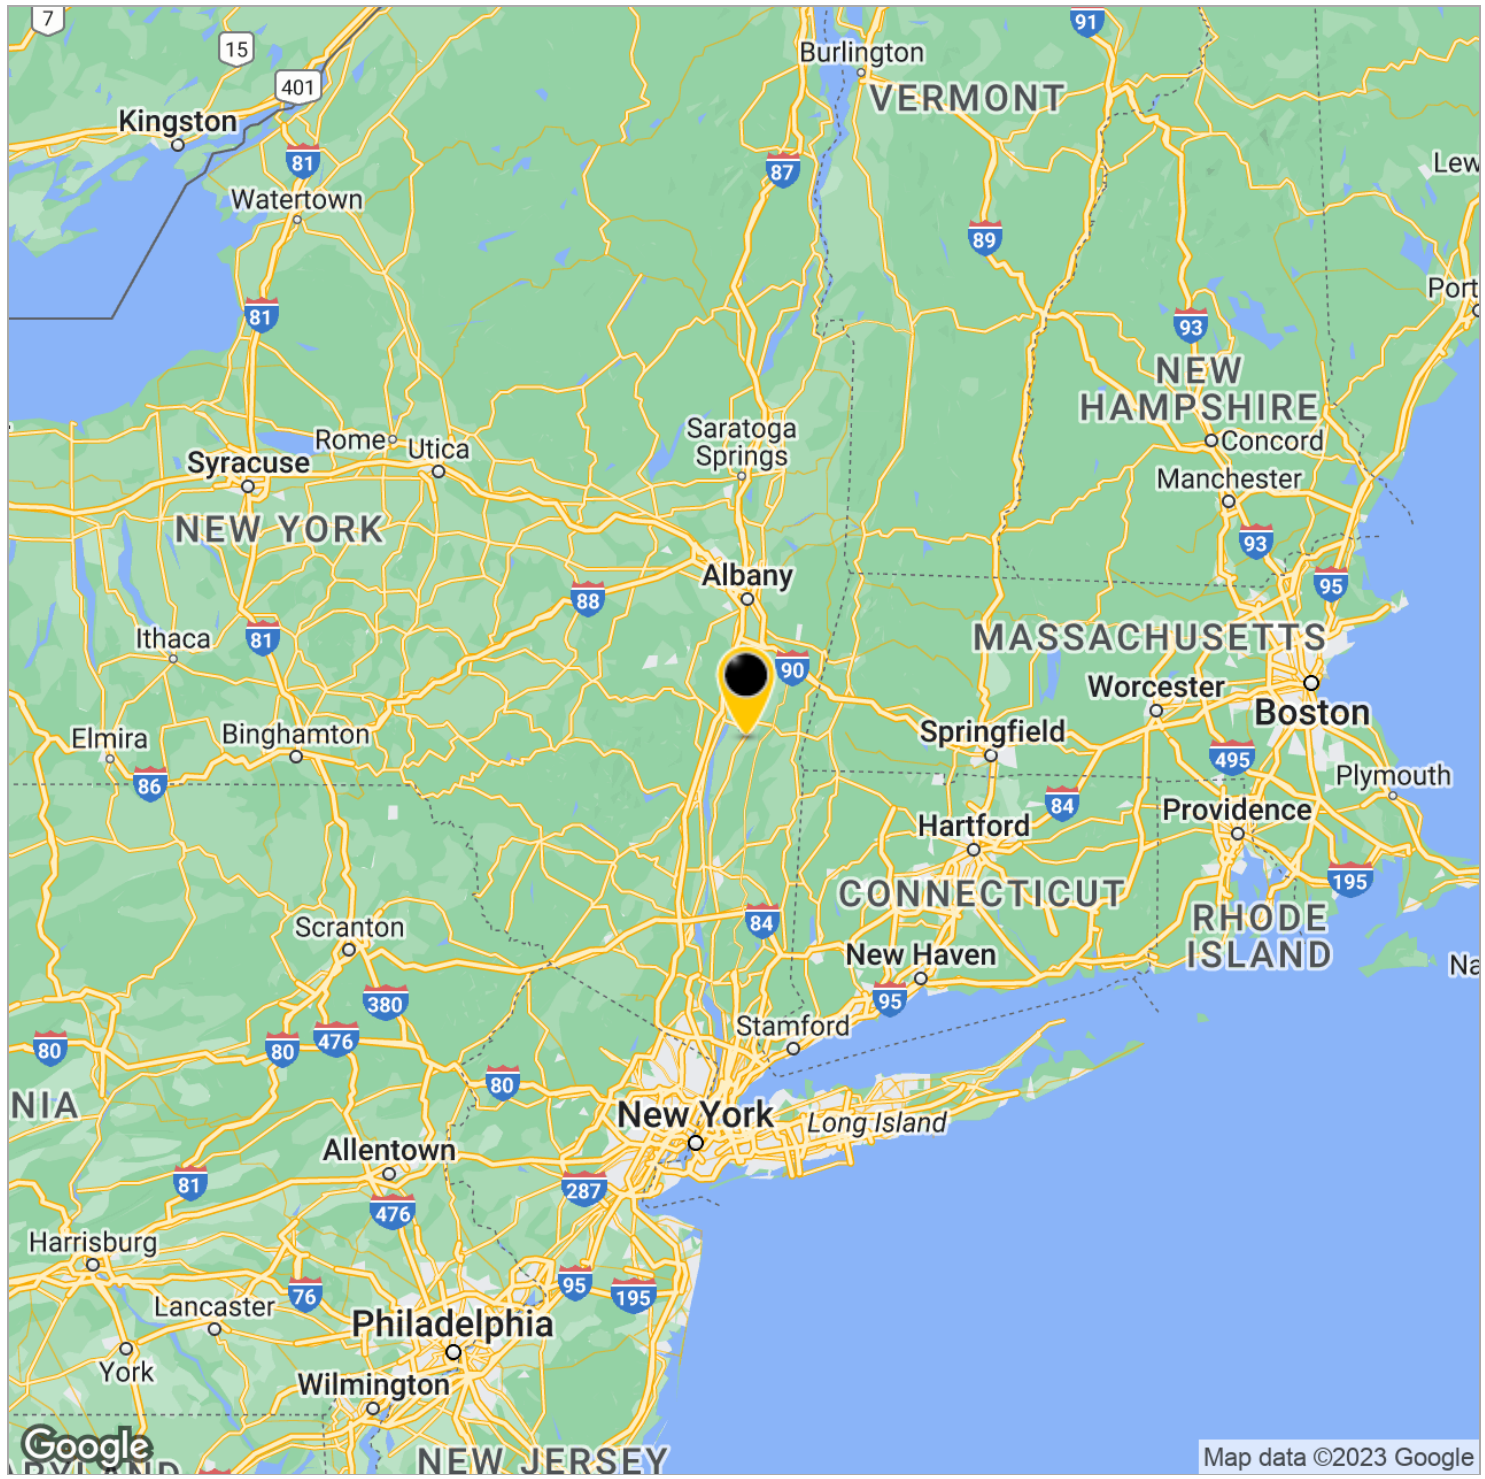 7
15
401
91
Burlington
VERMONT
Kingston
81
87
Lew
Watertown
89
Port
81
93
NEW
HAMPSHIRE
Saratoga
Springs
Rome
Utica
Concord
Syracuse
Manchester
NEW YORK
93
Albany
95
88
Ithaca
81
MASSACHUSETTS
90
Worcester
Boston
Springfield
Elmira
Binghamton
495
Plymouth
86
84
Providence
Hartford
195
CONNECTICUT
RHODE
ISLAND
84
Scranton
New Haven
Na
380
95
Stamford
80
80
476
80
NIA
New York
Long Island
Allentown
81
287
476
Harrisburg
95
195
76
Lancaster
Philadelphia
York
Wilmington
Google
NEW JERSEY
Map data ©2023 Google